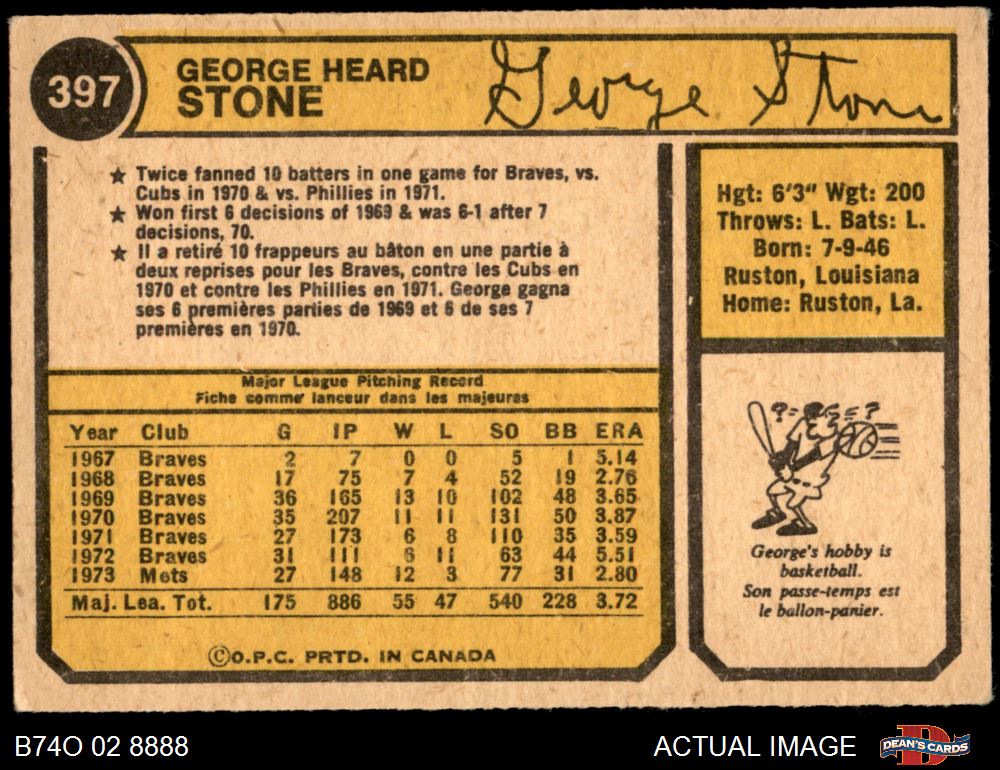 397
GEORGE HEARD
STONE
George Stone
★ Twice fanned 10 batters in one game for Braves, vs.
Cubs in 1970 & vs. Phillies in 1971.
★ Won first 6 decisions of 1969 & was 6-1 after 7
decisions, 70.
★ Il a retiré 10 frappeurs au bâton en une partie à
deux reprises pour les Braves, contre les Cubs en
1970 et contre les Phillies en 1971. George gagna
ses 6 premières parties de 1969 et 6 de ses 7
premières en 1970.
Hgt: 6'3" Wgt: 200
Throws: L. Bats: L.
Born: 7-9-46
Ruston, Louisiana
Home: Ruston, La.
Major League Pitching Record
Fiche comme lanceur dans les majeures
Year Club G IP W L SO BB ERA
1967 Braves 2 7 0 0 5 1 5.14
1968 Braves 17 75 7 4 52 19 2.76
1969 Braves 36 165 13 10 102 48 3.65
1970 Braves 35 207 11 11 131 50 3.87
1971 Braves 27 173 6 8 110 35 3.59
1972 Braves 31 111 6 11 63 44 5.51
1973 Mets 27 148 12 3 77 31 2.80
Maj. Lea. Tot. 175 886 55 47 540 228 3.72
©O.P.C. PRTD. IN CANADA
?= = = ?
George's hobby is
basketball.
Son passe-temps est
le ballon-panier.
B74O 02 8888
ACTUAL IMAGE
D
DEAN'S CARDS